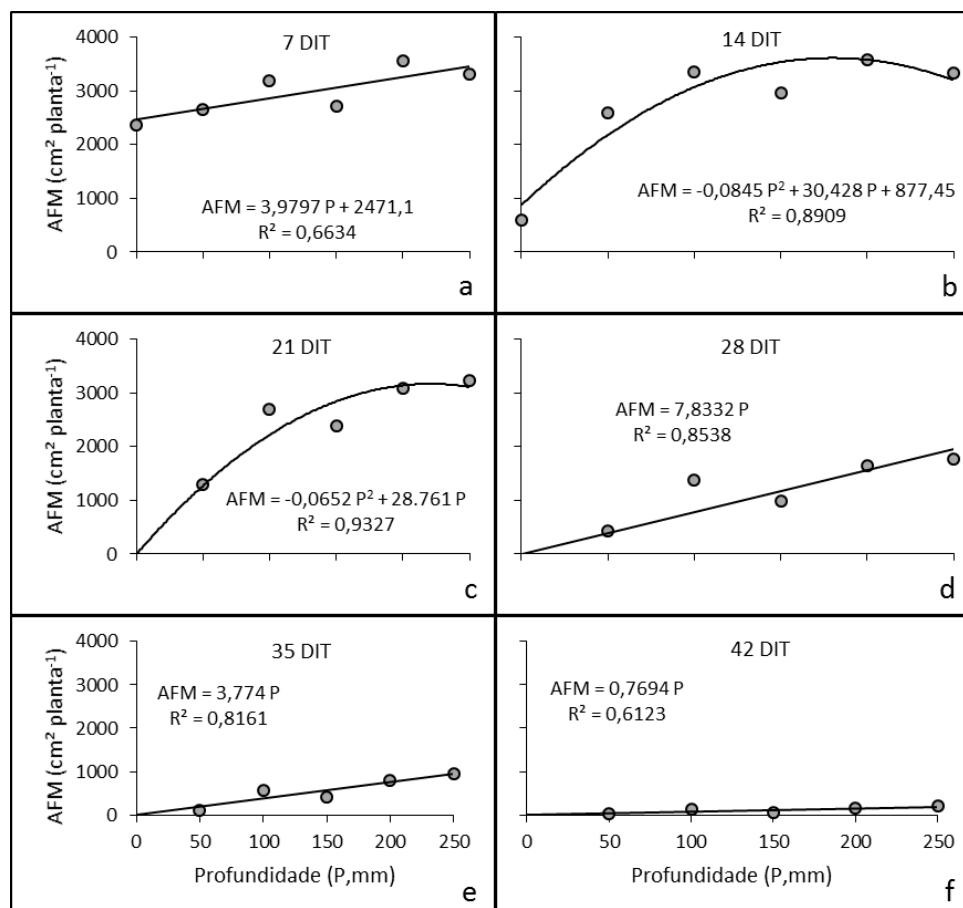 7 DIT
AFM (cm² planta⁻¹)
4000
3000
2000
1000
0
AFM = 3,9797 P + 2471,1
R² = 0,6634
a
14 DIT
AFM = -0,0845 P² + 30,428 P + 877,45
R² = 0,8909
b
21 DIT
AFM (cm² planta⁻¹)
4000
3000
2000
1000
0
AFM = -0,0652 P² + 28.761 P
R² = 0,9327
c
28 DIT
AFM = 7,8332 P
R² = 0,8538
d
35 DIT
AFM (cm² planta⁻¹)
4000
3000
2000
1000
0
AFM = 3,774 P
R² = 0,8161
0 50 100 150 200 250
Profundidade (P,mm)
e
42 DIT
AFM = 0,7694 P
R² = 0,6123
0 50 100 150 200 250
Profundidade (P,mm)
f